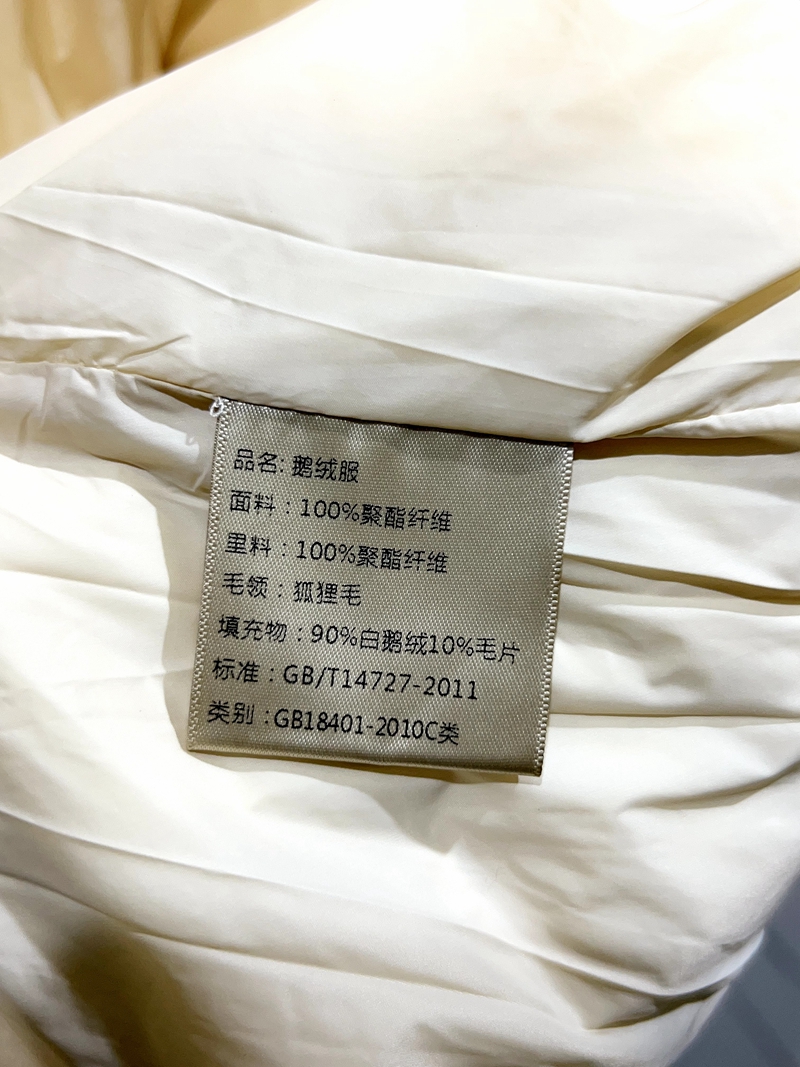 品名: 鹅绒服
面料：100%聚酯纤维
里料：100%聚酯纤维
毛领：狐狸毛
填充物：90%白鹅绒10%毛片
标准：GB/T14727-2011
类别：GB18401-2010C类